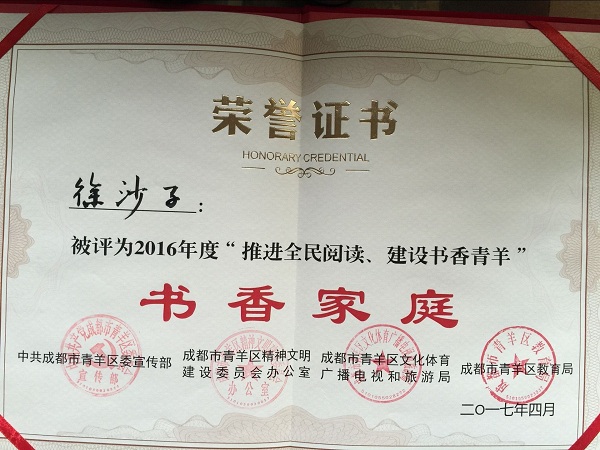 荣誉证书
HONORARY CREDENTIAL
徐沙子：
被评为2016年度“推进全民阅读、建设书香青羊”
书香家庭
中共成都市青羊区委宣传部
成都市青羊区精神文明
建设委员会办公室
成都市青羊区文化体育
广播电视和旅游局
成都市青羊区教育局
二〇一七年四月